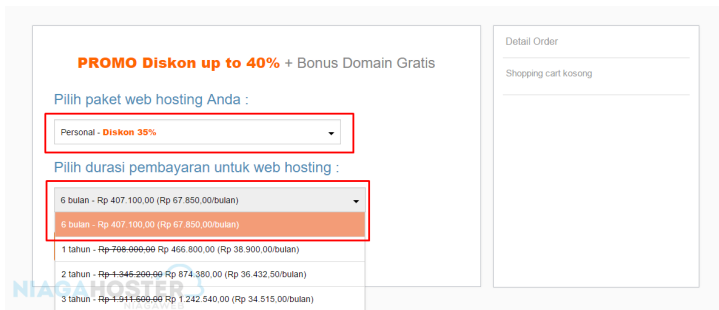 PROMO Diskon up to 40% + Bonus Domain Gratis
Pilih paket web hosting Anda :
Personal - Diskon 35%
Pilih durasi pembayaran untuk web hosting :
6 bulan - Rp 407.100,00 (Rp 67.850,00/bulan)
6 bulan - Rp 407.100,00 (Rp 67.850,00/bulan)
1 tahun - Rp 708.000,00 Rp 466.800,00 (Rp 38.900,00/bulan)
2 tahun - Rp 1.345.200,00 Rp 874.380,00 (Rp 36.432,50/bulan)
3 tahun - Rp 1.911.600,00 Rp 1.242.540,00 (Rp 34.515,00/bulan)
NIAGAHOSTER
NIAGAWEB
Detail Order
Shopping cart kosong